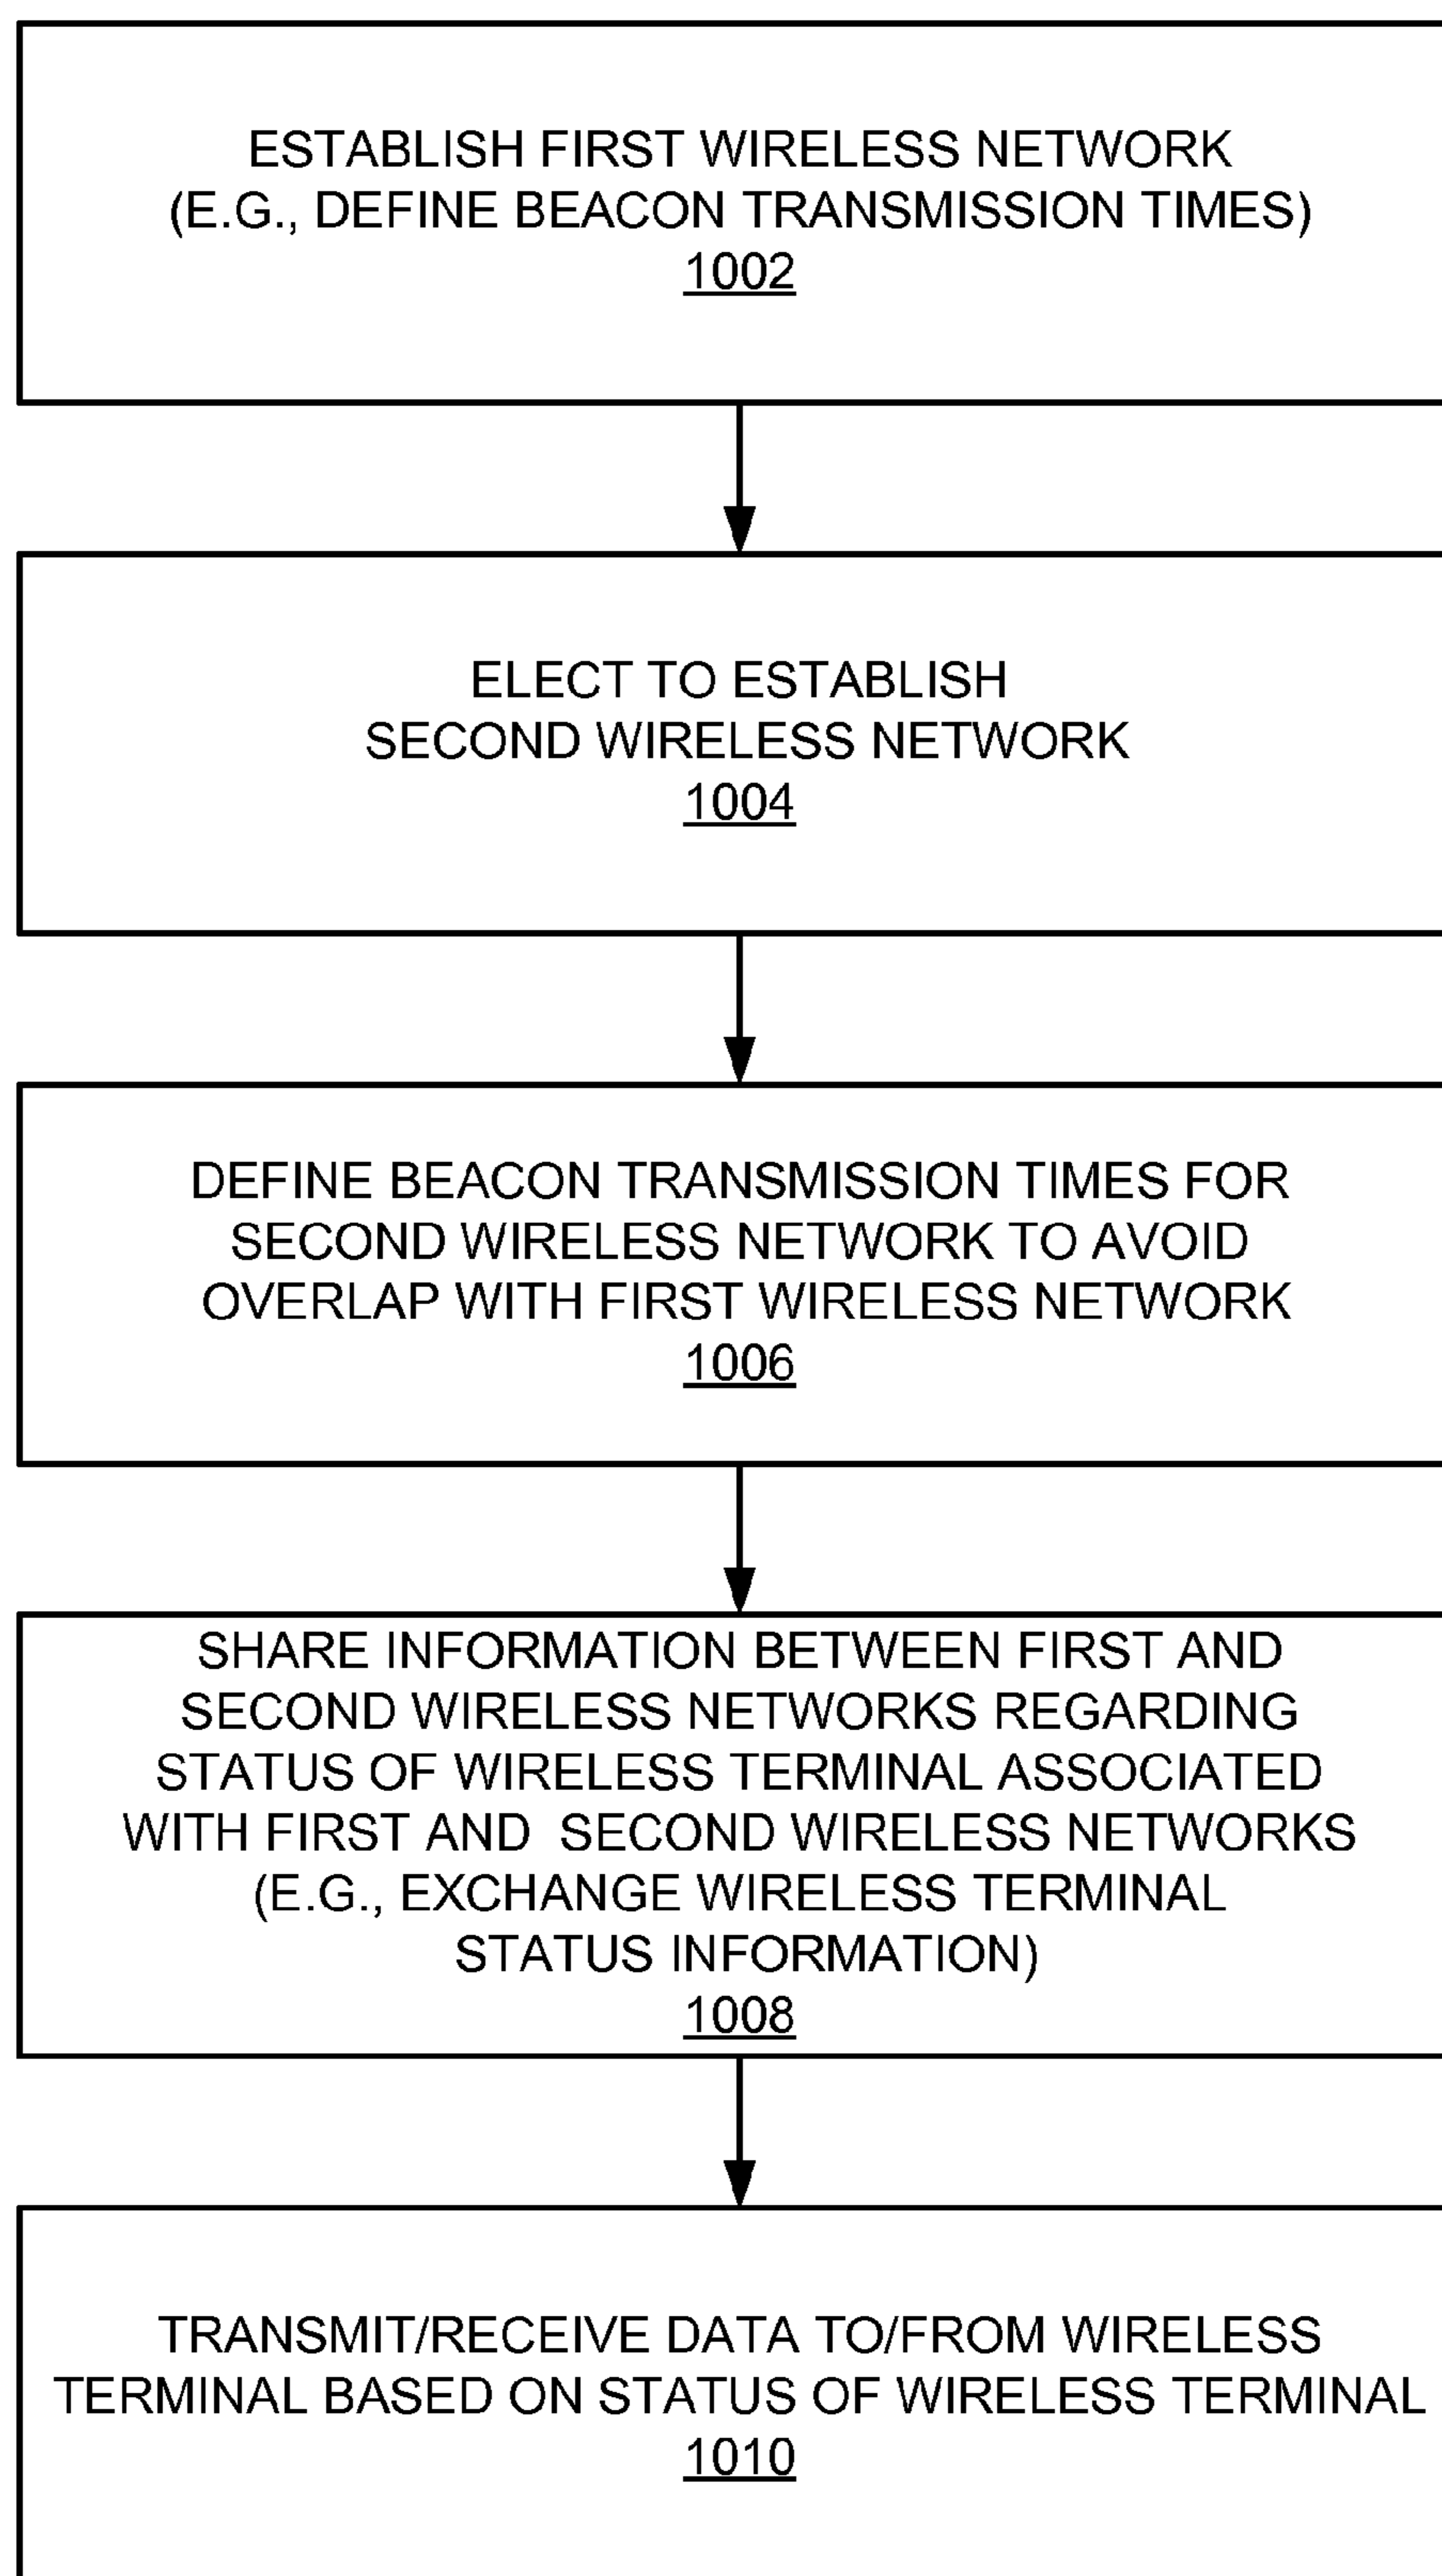 ESTABLISH FIRST WIRELESS NETWORK
(E.G., DEFINE BEACON TRANSMISSION TIMES)
1002
ELECT TO ESTABLISH
SECOND WIRELESS NETWORK
1004
DEFINE BEACON TRANSMISSION TIMES FOR
SECOND WIRELESS NETWORK TO AVOID
OVERLAP WITH FIRST WIRELESS NETWORK
1006
SHARE INFORMATION BETWEEN FIRST AND
SECOND WIRELESS NETWORKS REGARDING
STATUS OF WIRELESS TERMINAL ASSOCIATED
WITH FIRST AND SECOND WIRELESS NETWORKS
(E.G., EXCHANGE WIRELESS TERMINAL
STATUS INFORMATION)
1008
TRANSMIT/RECEIVE DATA TO/FROM WIRELESS
TERMINAL BASED ON STATUS OF WIRELESS TERMINAL
1010